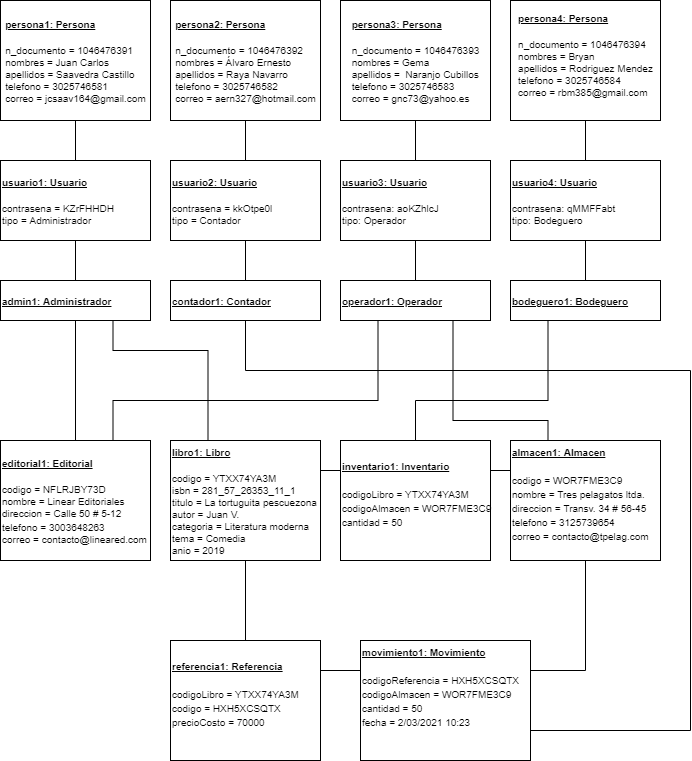 persona1: Persona
n_documento = 1046476391
nombres = Juan Carlos
apellidos = Saavedra Castillo
telefono = 3025746581
correo = jcsaav164@gmail.com
persona2: Persona
n_documento = 1046476392
nombres = Álvaro Ernesto
apellidos = Raya Navarro
telefono = 3025746582
correo = aern327@hotmail.com
persona3: Persona
n_documento = 1046476393
nombres = Gema
apellidos = Naranjo Cubillos
telefono = 3025746583
correo = gnc73@yahoo.es
persona4: Persona
n_documento = 1046476394
nombres = Bryan
apellidos = Rodriguez Mendez
telefono = 3025746584
correo = rbm385@gmail.com
usuario1: Usuario
contrasena = KZrFHHDH
tipo = Administrador
usuario2: Usuario
contrasena = kkOtpe0l
tipo = Contador
usuario3: Usuario
contrasena: aoKZhlcJ
tipo: Operador
usuario4: Usuario
contrasena: qMMFFabt
tipo: Bodeguero
admin1: Administrador
contador1: Contador
operador1: Operador
bodeguero1: Bodeguero
editorial1: Editorial
codigo = NFLRJBY73D
nombre = Linear Editoriales
direccion = Calle 50 # 5-12
telefono = 3003648263
correo = contacto@lineared.com
libro1: Libro
codigo = YTXX74YA3M
isbn = 281_57_26353_11_1
titulo = La tortuguita pescuezona
autor = Juan V.
categoria = Literatura moderna
tema = Comedia
anio = 2019
inventario1: Inventario
codigoLibro = YTXX74YA3M
codigoAlmacen = WOR7FME3C9
cantidad = 50
almacen1: Almacen
codigo = WOR7FME3C9
nombre = Tres pelagatos ltda.
direccion = Transv. 34 # 56-45
telefono = 3125739654
correo = contacto@tpelag.com
referencia1: Referencia
codigoLibro = YTXX74YA3M
codigo = HXH5XCSQTX
precioCosto = 70000
movimiento1: Movimiento
codigoReferencia = HXH5XCSQTX
codigoAlmacen = WOR7FME3C9
cantidad = 50
fecha = 2/03/2021 10:23